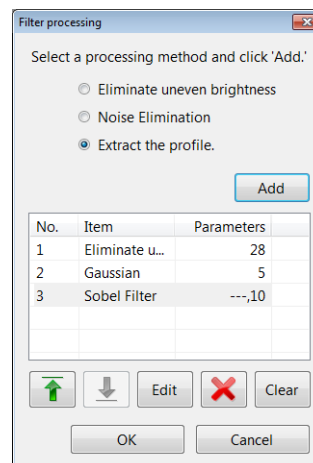 Filter processing
Select a processing method and click 'Add.'
Eliminate uneven brightness
Noise Elimination
Extract the profile.
Add
No. Item Parameters
1 Eliminate u... 28
2 Gaussian 5
3 Sobel Filter ---,10
Edit Clear
OK Cancel